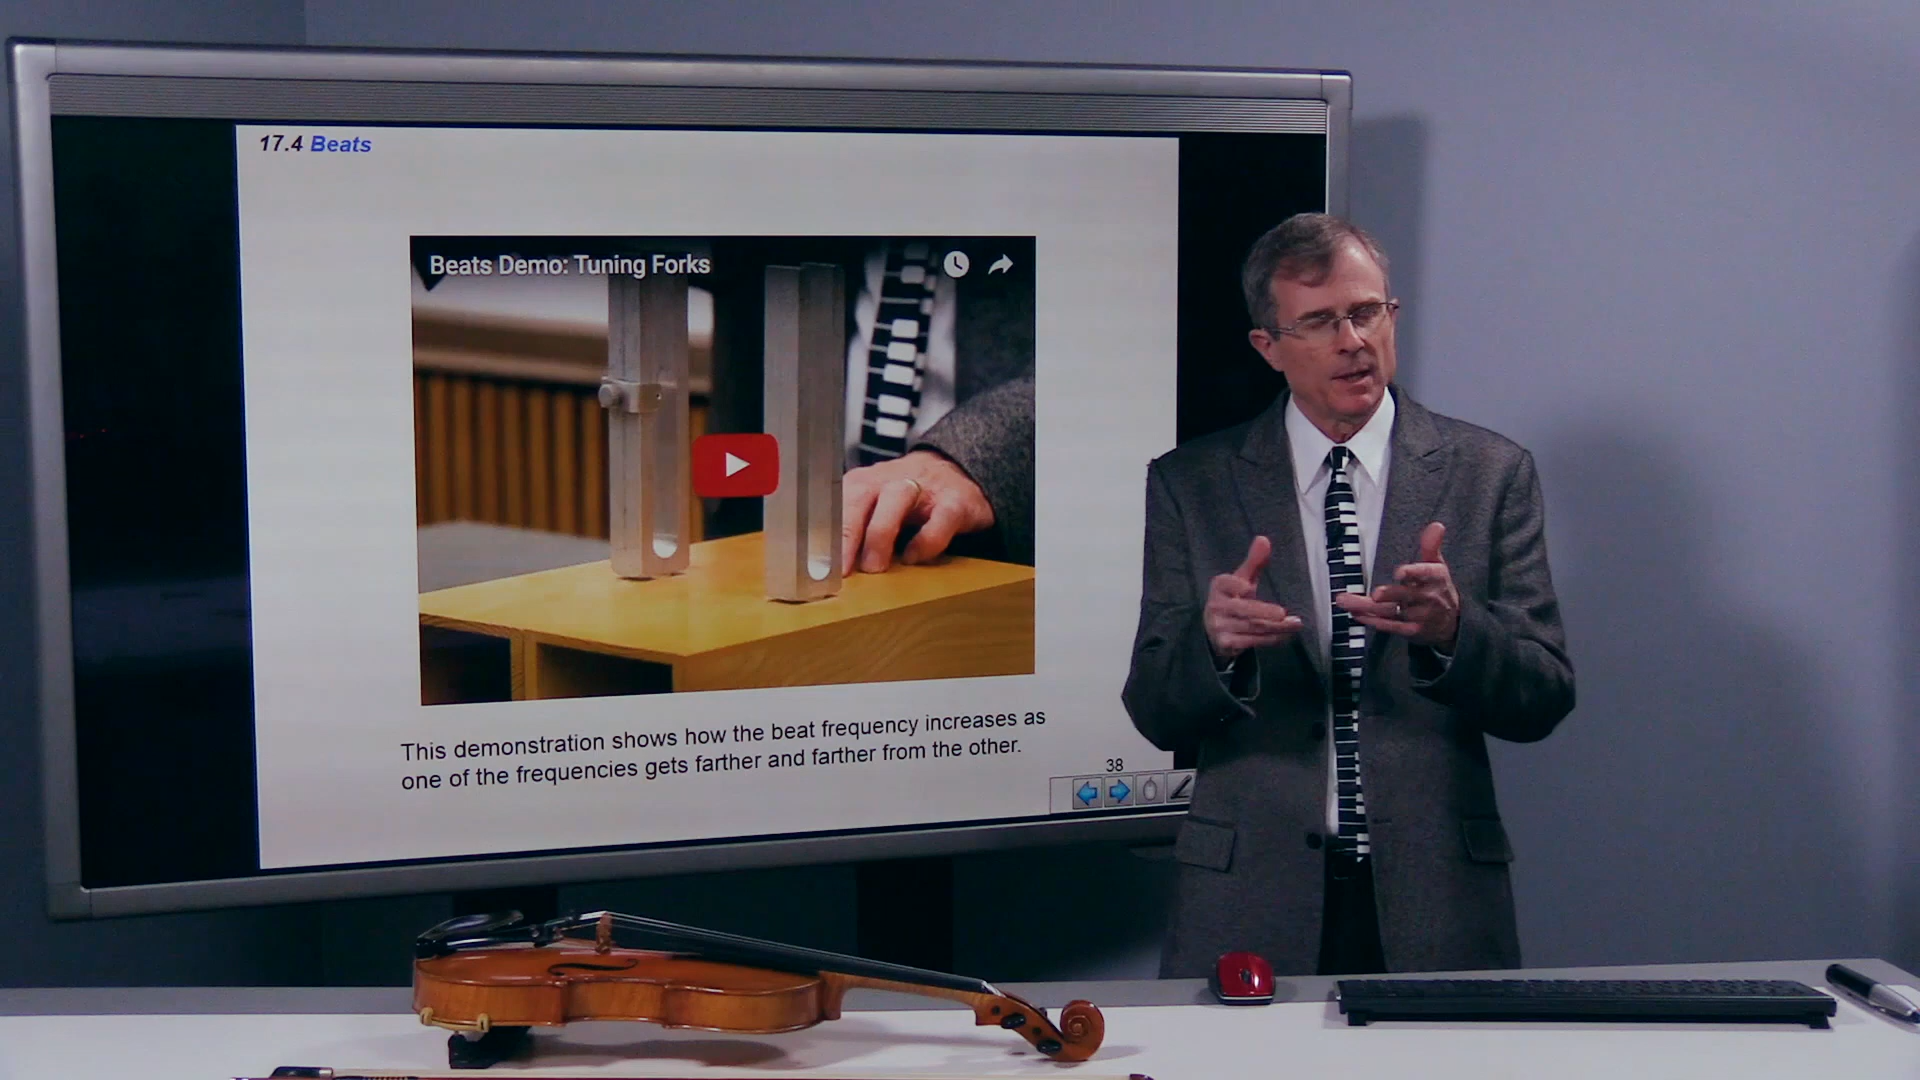 17.4 Beats
Beats Demo: Tuning Forks
This demonstration shows how the beat frequency increases as
one of the frequencies gets farther and farther from the other.
38